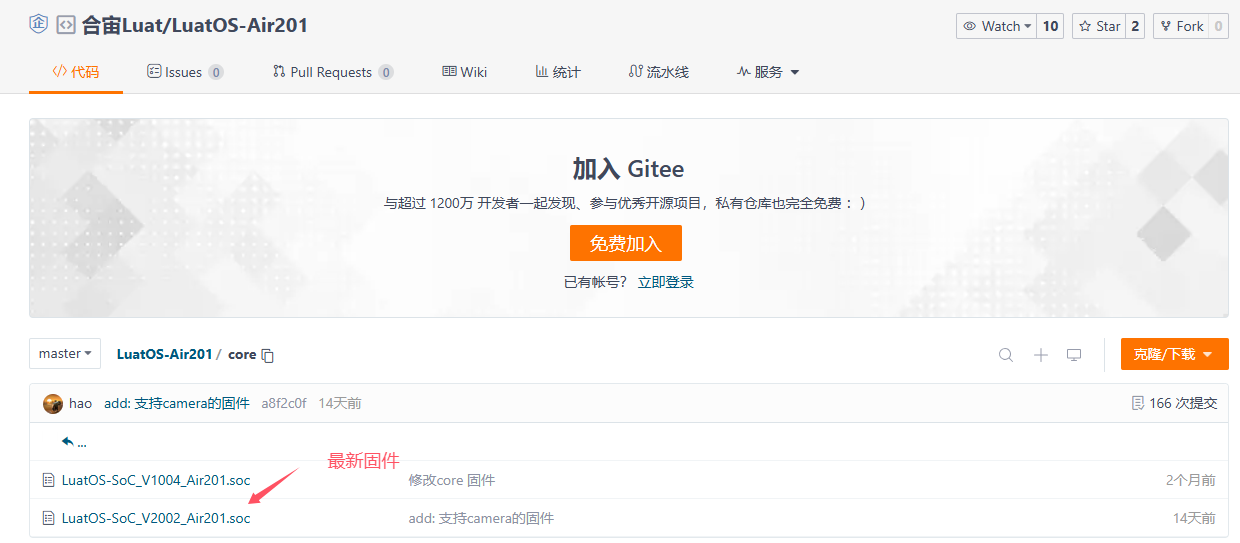 合宙Luat/LuatOS-Air201 Watch 10 Star 2 Fork 0
代码 Issues 0 Pull Requests 0 Wiki 统计 流水线 服务
加入 Gitee
与超过 1200万 开发者一起发现、参与优秀开源项目，私有仓库也完全免费：）
免费加入
已有帐号？ 立即登录
master LuatOS-Air201 / core 克隆/下载
hao add: 支持camera的固件 a8f2c0f 14天前 166 次提交
...
最新固件
LuatOS-SoC_V1004_Air201.soc 修改core 固件 2个月前
LuatOS-SoC_V2002_Air201.soc add: 支持camera的固件 14天前